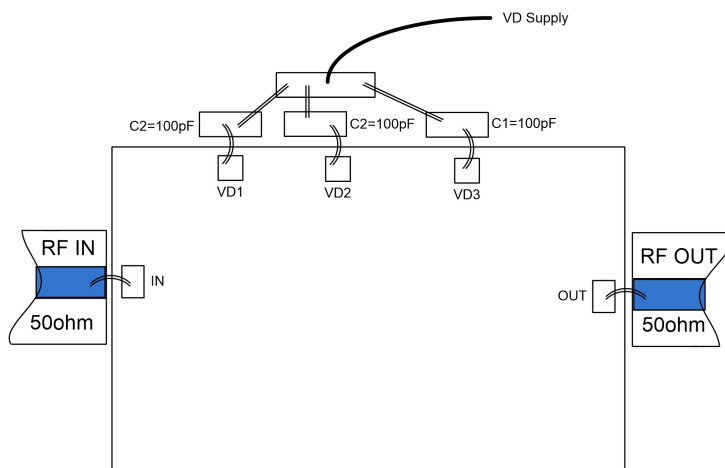 VD Supply
C2=100pF
C2=100pF
C1=100pF
VD1
VD2
VD3
RF IN
IN
50ohm
RF OUT
OUT
50ohm